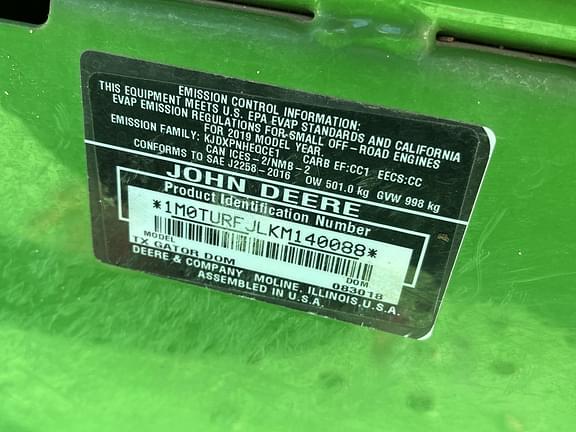 EMISSION CONTROL INFORMATION:
THIS EQUIPMENT MEETS U.S. EPA EVAP STANDARDS AND CALIFORNIA
EVAP EMISSION REGULATIONS FOR SMALL OFF-ROAD ENGINES
FOR 2019 MODEL YEAR.
EMISSION FAMILY: KJDXPNHEQCE1 CARB EF:CC1 EECS:CC
CAN ICES-2/NMB-2
CONFORMS TO SAE J2258-2016 OW 501.0 kg GVW 998 kg
JOHN DEERE
Product Identification Number
*1M0TURFJLKM140088*
MODEL DOM
TX GATOR DOM 083018
DEERE & COMPANY MOLINE, ILLINOIS, U.S.A.
ASSEMBLED IN U.S.A.